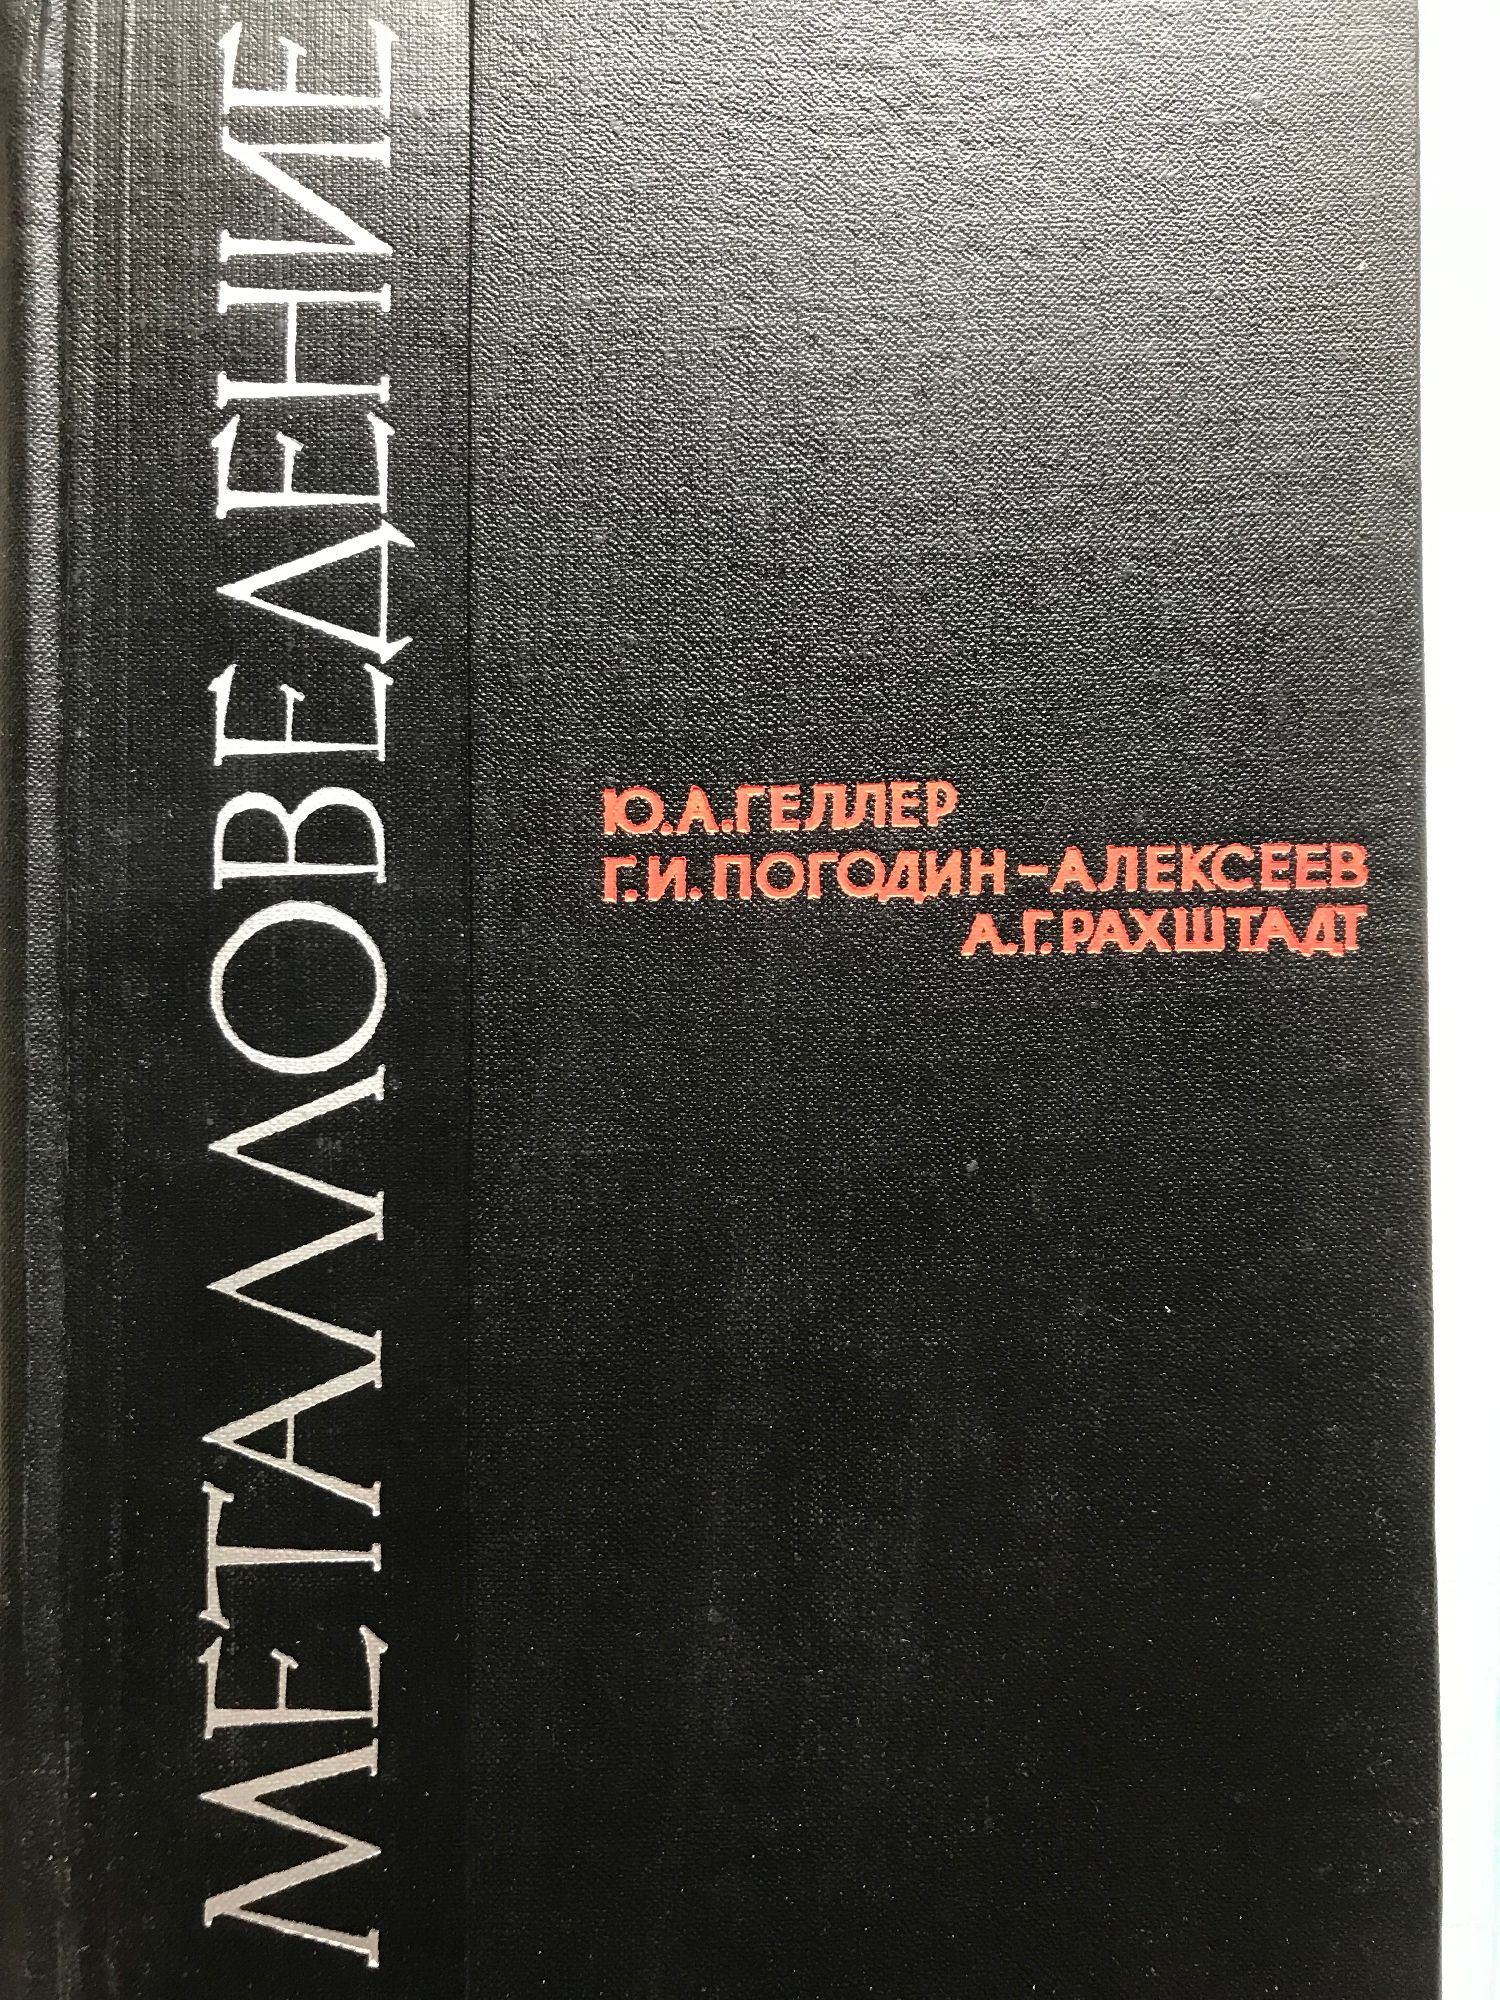 МЕТАЛЛОВЕДЕНИЕ
Ю.А.ГЕЛЛЕР
Г.И.ПОГОДИН-АЛЕКСЕЕВ
А.Г.РАХШТАДТ